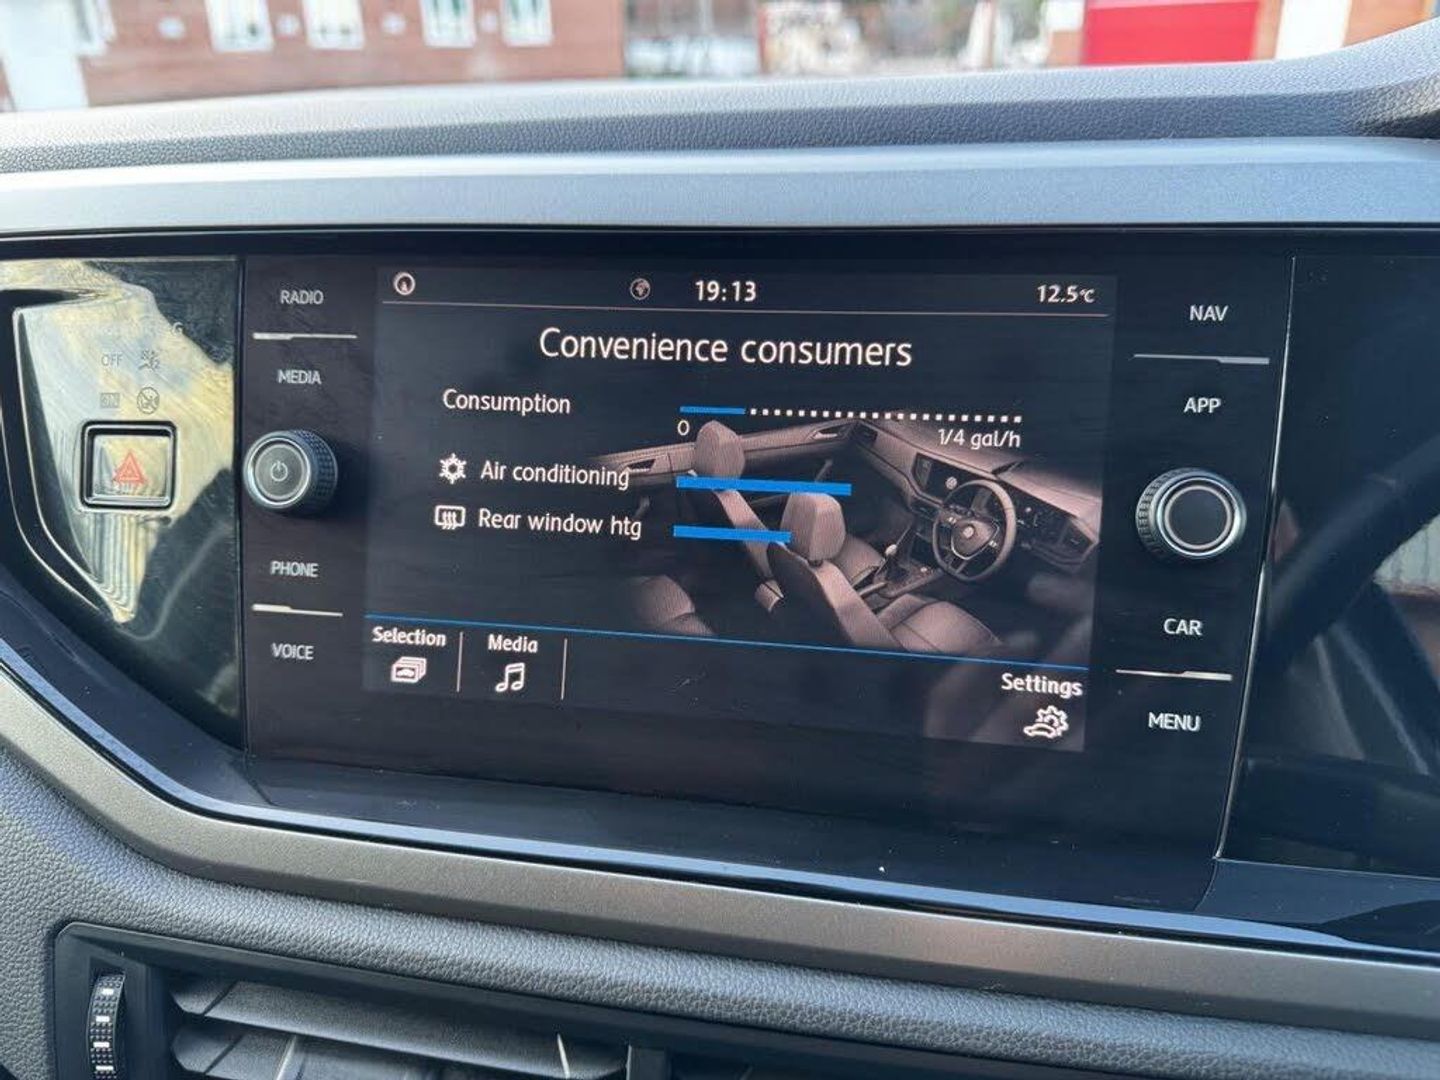 RADIO
MEDIA
PHONE
VOICE
OFF
19:13
12.5°C
Convenience consumers
Consumption
0
1/4 gal/h
Air conditioning
Rear window htg
Selection
Media
Settings
NAV
APP
CAR
MENU